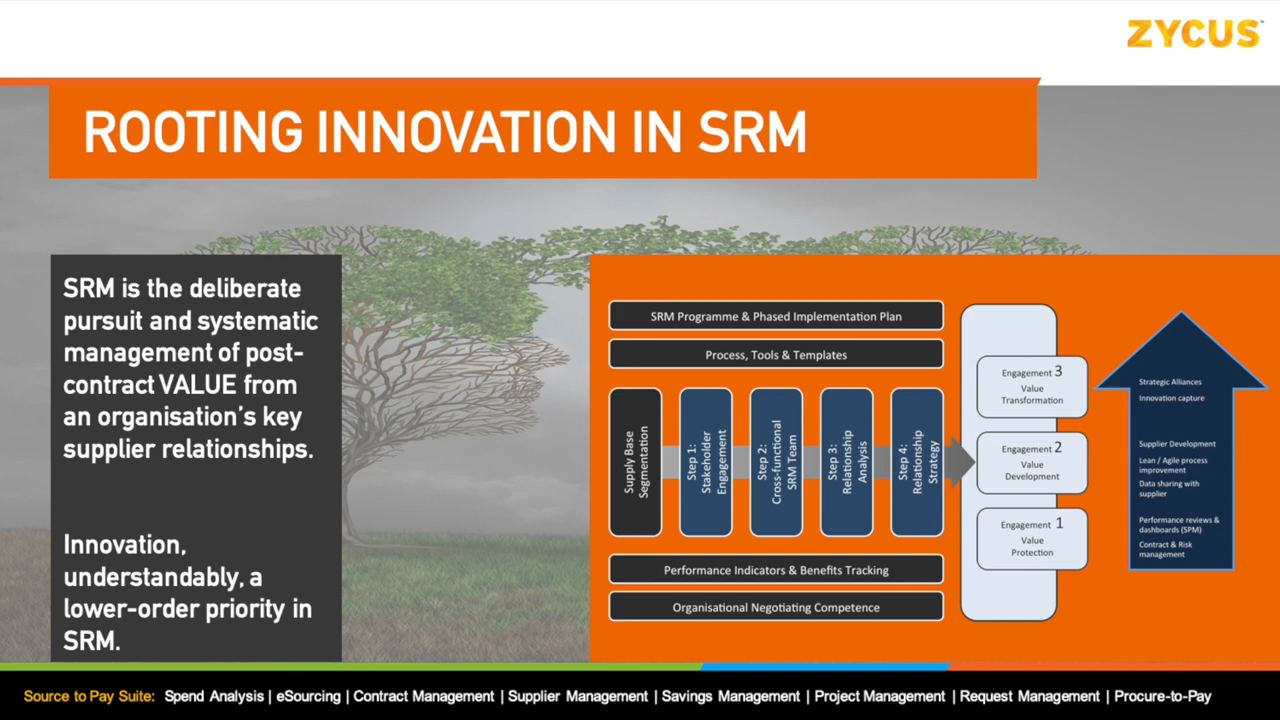 ZYCUS™
ROOTING INNOVATION IN SRM
SRM is the deliberate
pursuit and systematic
management of post-
contract VALUE from
an organisation's key
supplier relationships.
Innovation,
understandably, a
lower-order priority in
SRM.
SRM Programme & Phased Implementation Plan
Process, Tools & Templates
Supply Base
Segmentation
Step 1:
Stakeholder
Engagement
Step 2:
Cross-functional
SRM Team
Step 3:
Relationship
Analysis
Step 4:
Relationship
Strategy
Performance Indicators & Benefits Tracking
Organisational Negotiating Competence
Engagement 3
Value
Transformation
Engagement 2
Value
Development
Engagement 1
Value
Protection
Strategic Alliances
Innovation capture
Supplier Development
Lean / Agile process
improvement
Data sharing with
supplier
Performance reviews &
dashboards (SPM)
Contract & Risk
management
Source to Pay Suite: Spend Analysis | eSourcing | Contract Management | Supplier Management | Savings Management | Project Management | Request Management | Procure-to-Pay